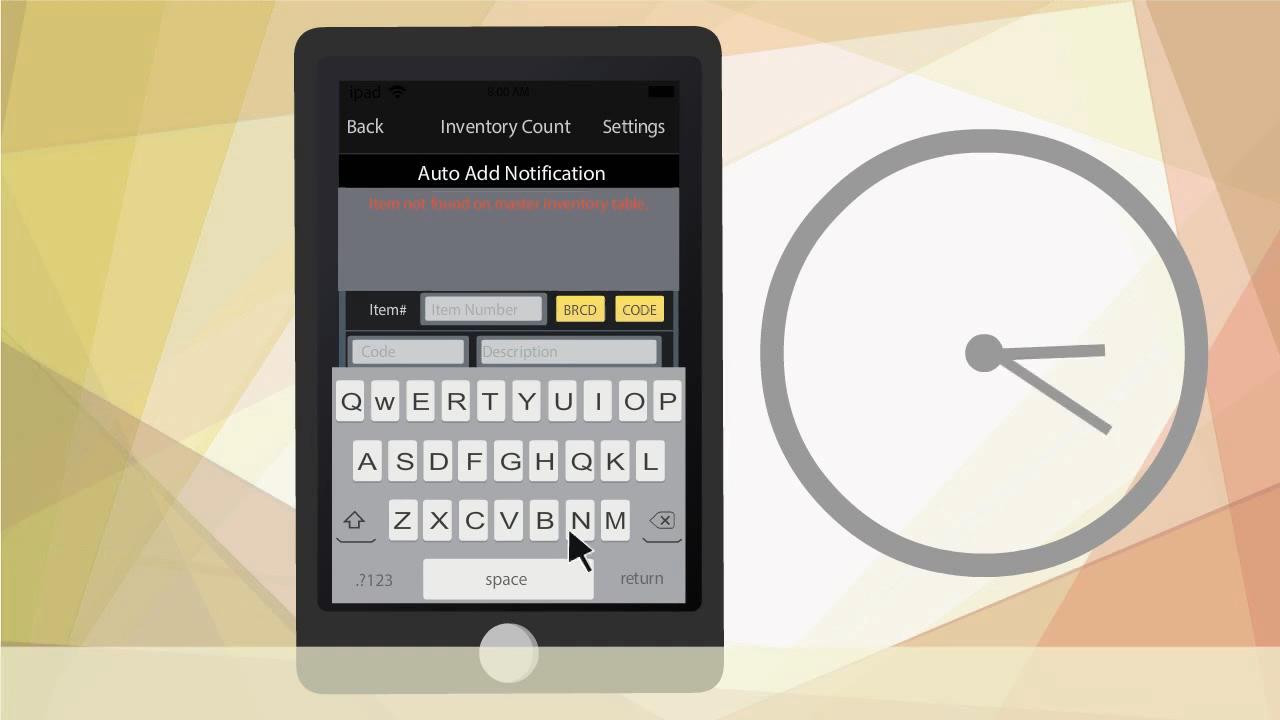 ipad 8:00 AM
Back Inventory Count Settings
Auto Add Notification
Item not found on master inventory table.
Item# Item Number BRCD CODE
Code Description
Q w E R T Y U I O P
A S D F G H Q K L
Z X C V B N M
.?123 space return